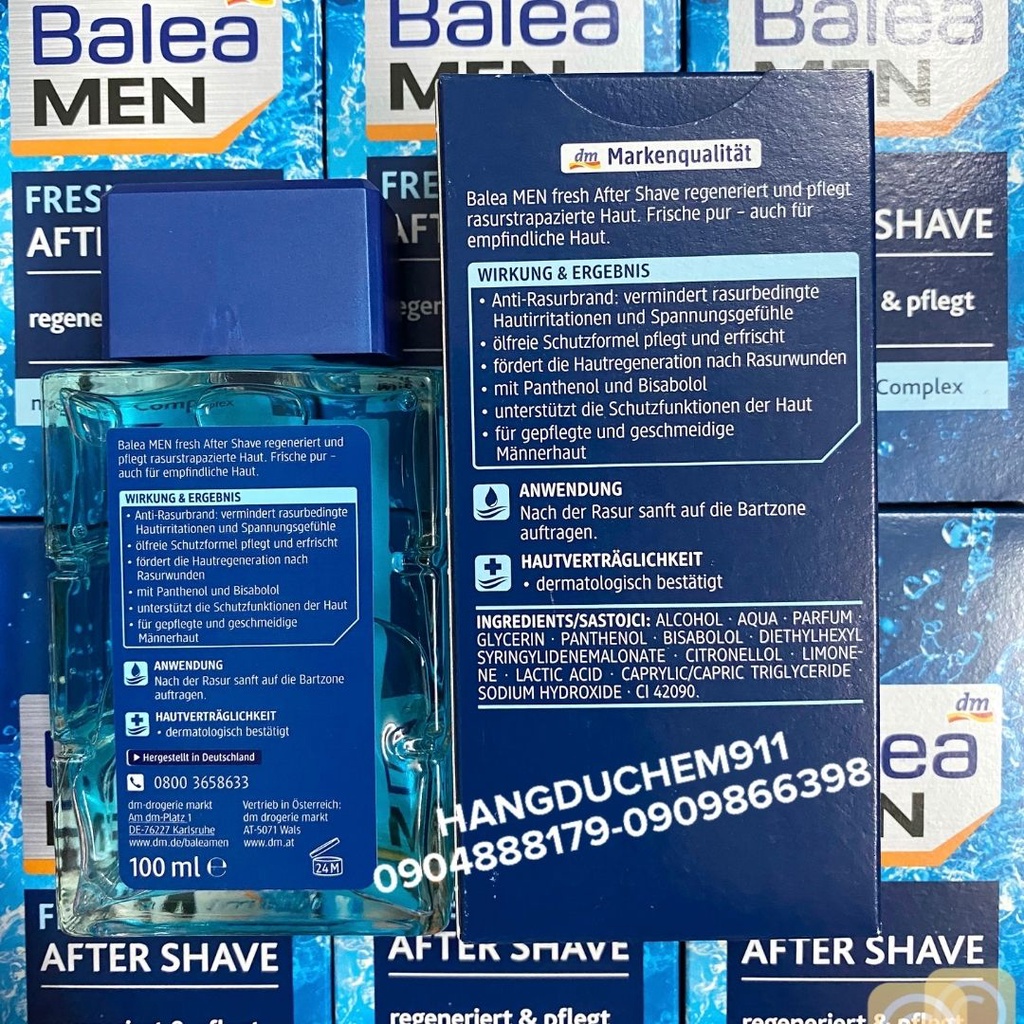 Balea
MEN
Balea
MEN
Balea
MEN
AFTER SHAVE
regene
SHAVE
& pflegt
Complex
Complex
dm Markenqualität
Balea MEN fresh After Shave regeneriert und pflegt
rasurstrapazierte Haut. Frische pur – auch für
empfindliche Haut.
WIRKUNG & ERGEBNIS
• Anti-Rasurbrand: vermindert rasurbedingte
Hautirritationen und Spannungsgefühle
• ölfreie Schutzformel pflegt und erfrischt
• fördert die Hautregeneration nach Rasurwunden
• mit Panthenol und Bisabolol
• unterstützt die Schutzfunktionen der Haut
• für gepflegte und geschmeidige
Männerhaut
ANWENDUNG
Nach der Rasur sanft auf die Bartzone
auftragen.
HAUTVERTRÄGLICHKEIT
• dermatologisch bestätigt
INGREDIENTS/SASTOJCI: ALCOHOL · AQUA · PARFUM ·
GLYCERIN · PANTHENOL · BISABOLOL · DIETHYLHEXYL
SYRINGYLIDENEMALONATE · CITRONELLOL · LIMONE-
NE · LACTIC ACID · CAPRYLIC/CAPRIC TRIGLYCERIDE ·
SODIUM HYDROXIDE · CI 42090.
Balea MEN fresh After Shave regeneriert und
pflegt rasurstrapazierte Haut. Frische pur –
auch für empfindliche Haut.
WIRKUNG & ERGEBNIS
• Anti-Rasurbrand: vermindert rasurbedingte
Hautirritationen und Spannungsgefühle
• ölfreie Schutzformel pflegt und erfrischt
• fördert die Hautregeneration nach
Rasurwunden
• mit Panthenol und Bisabolol
• unterstützt die Schutzfunktionen der Haut
• für gepflegte und geschmeidige
Männerhaut
ANWENDUNG
Nach der Rasur sanft auf die Bartzone
auftragen.
HAUTVERTRÄGLICHKEIT
• dermatologisch bestätigt
Hergestellt in Deutschland
0800 3658633
dm-drogerie markt
Am dm-Platz 1
DE-76227 Karlsruhe
www.dm.de/baleamen
Vertrieb in Österreich:
dm drogerie markt
AT-5071 Wals
www.dm.at
100 ml ℮
24 M
HANGDUCHEM911
0904888179-0909866398
dm
ea
N
AFTER SHAVE
AFTER SHAVE
AFTER SHAVE
regeneriert & pflegt
regeneriert & pflegt